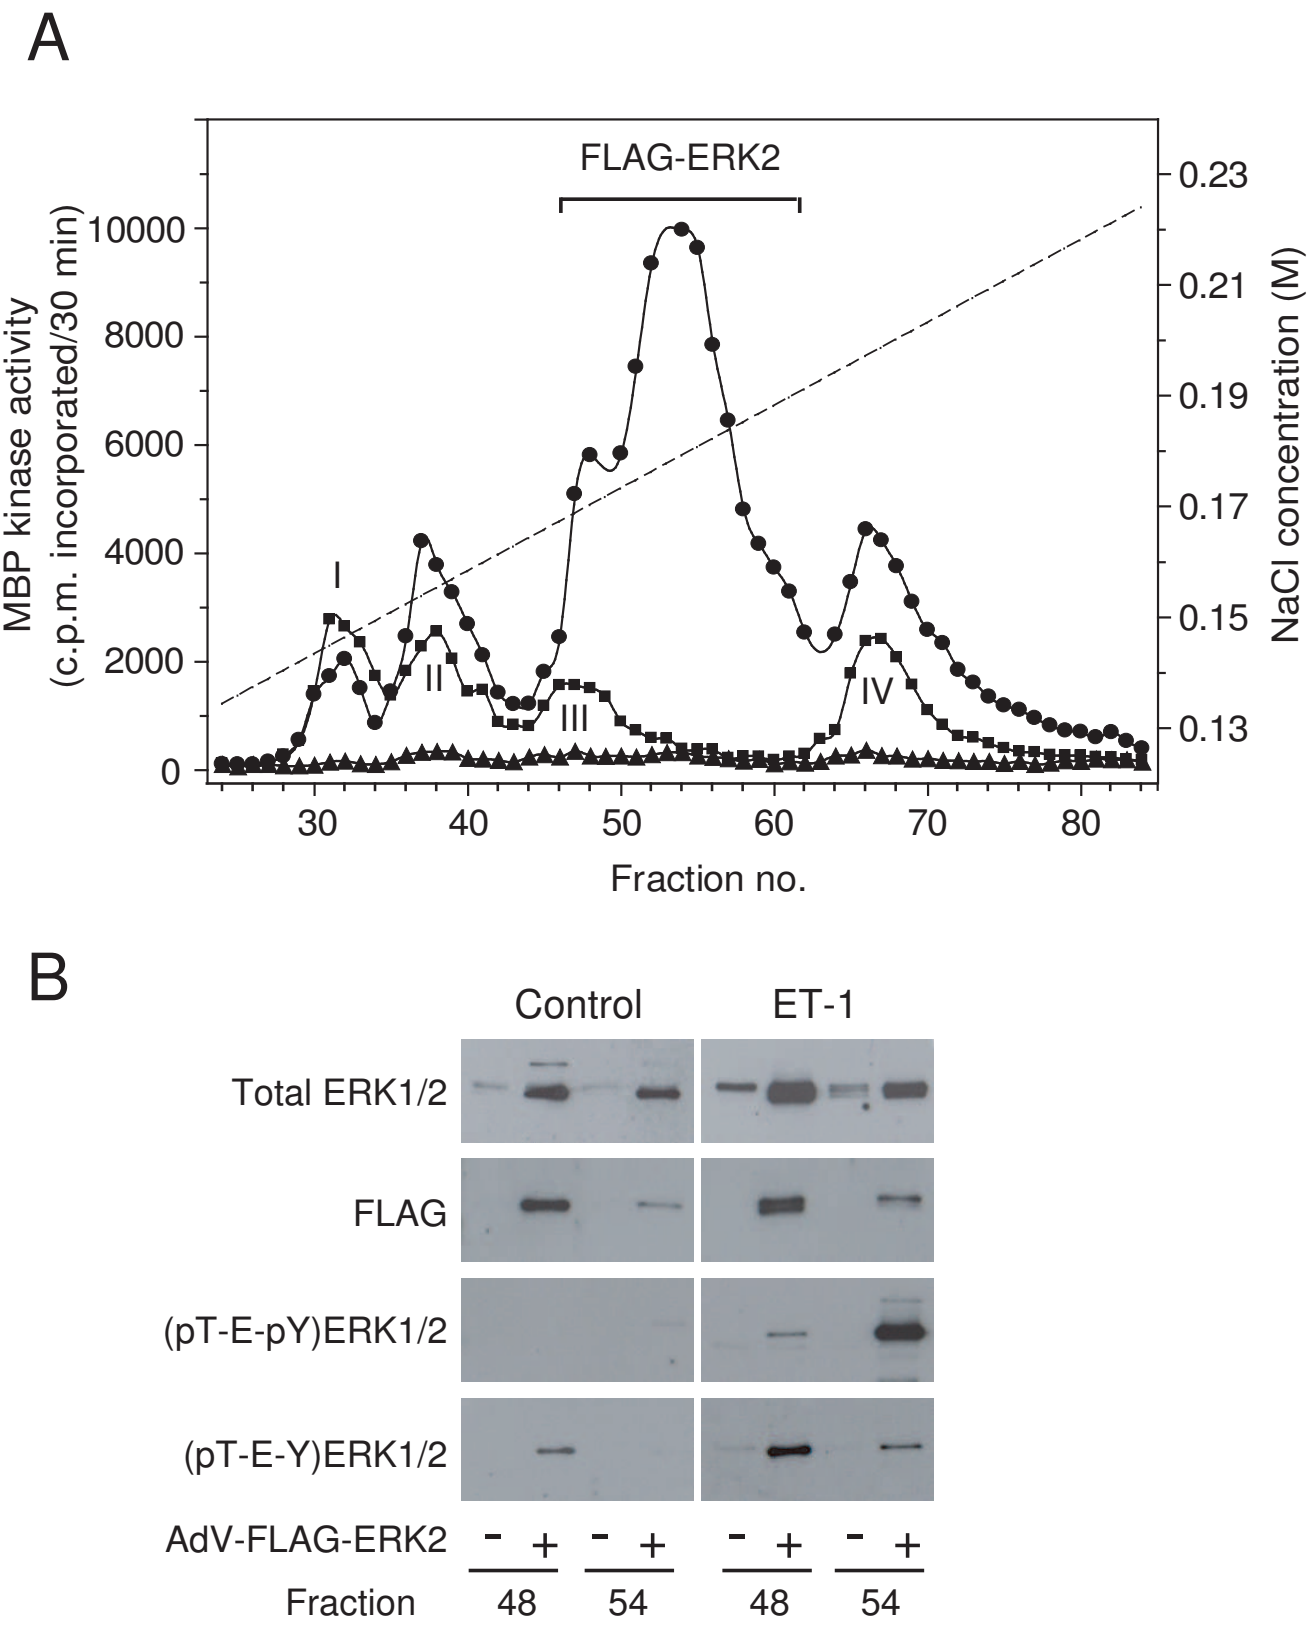 A
FLAG-ERK2
MBP kinase activity
(c.p.m. incorporated/30 min)
10000
8000
6000
4000
2000
0
I
II
III
IV
0.23
0.21
0.19
0.17
0.15
0.13
NaCl concentration (M)
30 40 50 60 70 80
Fraction no.
B
Control ET-1
Total ERK1/2
FLAG
(pT-E-pY)ERK1/2
(pT-E-Y)ERK1/2
AdV-FLAG-ERK2 - + - + - + - +
Fraction 48 54 48 54